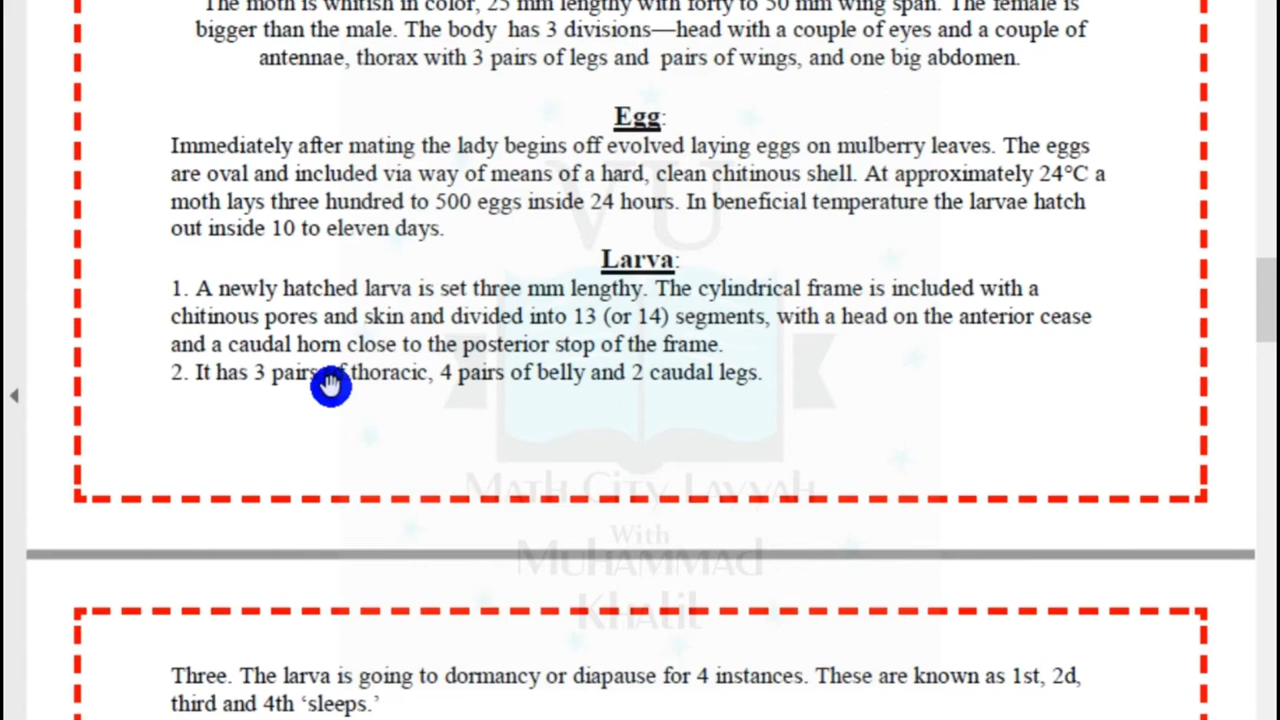 The moth is whitish in color, 25 mm lengthy with forty to 50 mm wing span. The female is
bigger than the male. The body has 3 divisions—head with a couple of eyes and a couple of
antennae, thorax with 3 pairs of legs and pairs of wings, and one big abdomen.
Egg:
Immediately after mating the lady begins off evolved laying eggs on mulberry leaves. The eggs
are oval and included via way of means of a hard, clean chitinous shell. At approximately 24°C a
moth lays three hundred to 500 eggs inside 24 hours. In beneficial temperature the larvae hatch
out inside 10 to eleven days.
Larva:
1. A newly hatched larva is set three mm lengthy. The cylindrical frame is included with a
chitinous pores and skin and divided into 13 (or 14) segments, with a head on the anterior cease
and a caudal horn close to the posterior stop of the frame.
2. It has 3 pairs of thoracic, 4 pairs of belly and 2 caudal legs.
VU
Math City Layyah
With
Muhammad
Khalil
Three. The larva is going to dormancy or diapause for 4 instances. These are known as 1st, 2d,
third and 4th ‘sleeps.’